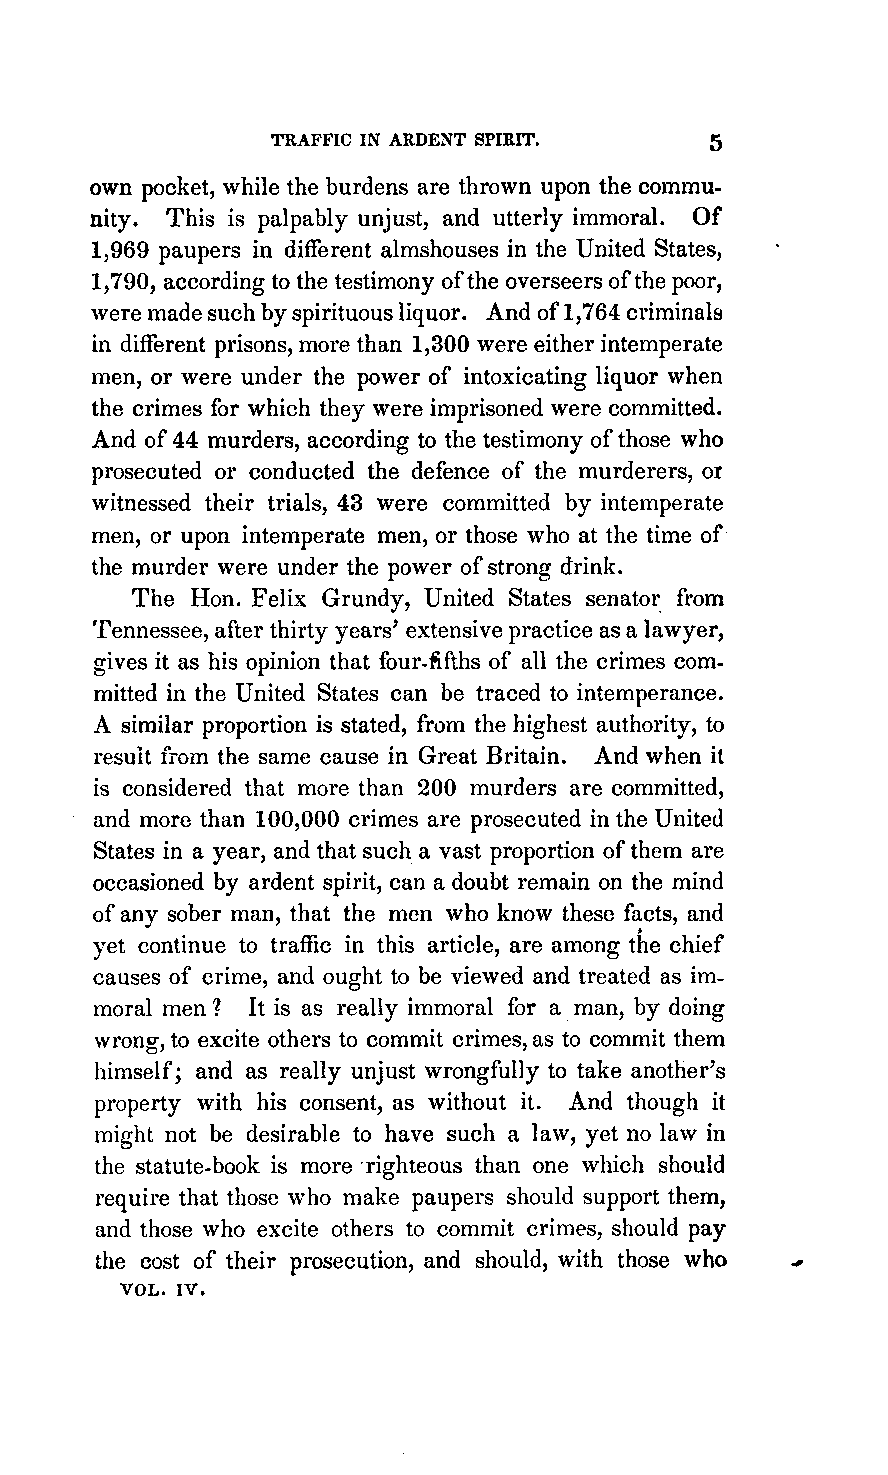 TRAFFIC IN ARDENT SPIRIT. 5
own pocket, while the burdens are thrown upon the commu-
nity. This is palpably unjust, and utterly immoral. Of
1,969 paupers in different almshouses in the United States,
1,790, according to the testimony of the overseers of the poor,
were made such by spirituous liquor. And of 1,764 criminals
in different prisons, more than 1,300 were either intemperate
men, or were under the power of intoxicating liquor when
the crimes for which they were imprisoned were committed.
And of 44 murders, according to the testimony of those who
prosecuted or conducted the defence of the murderers, or
witnessed their trials, 43 were committed by intemperate
men, or upon intemperate men, or those who at the time of
the murder were under the power of strong drink.
The Hon. Felix Grundy, United States senator from
Tennessee, after thirty years' extensive practice as a lawyer,
gives it as his opinion that four-fifths of all the crimes com-
mitted in the United States can be traced to intemperance.
A similar proportion is stated, from the highest authority, to
result from the same cause in Great Britain. And when it
is considered that more than 200 murders are committed,
and more than 100,000 crimes are prosecuted in the United
States in a year, and that such a vast proportion of them are
occasioned by ardent spirit, can a doubt remain on the mind
of any sober man, that the men who know these facts, and
yet continue to traffic in this article, are among the chief
causes of crime, and ought to be viewed and treated as im-
moral men? It is as really immoral for a man, by doing
wrong, to excite others to commit crimes, as to commit them
himself; and as really unjust wrongfully to take another's
property with his consent, as without it. And though it
might not be desirable to have such a law, yet no law in
the statute-book is more righteous than one which should
require that those who make paupers should support them,
and those who excite others to commit crimes, should pay
the cost of their prosecution, and should, with those who
VOL. IV.